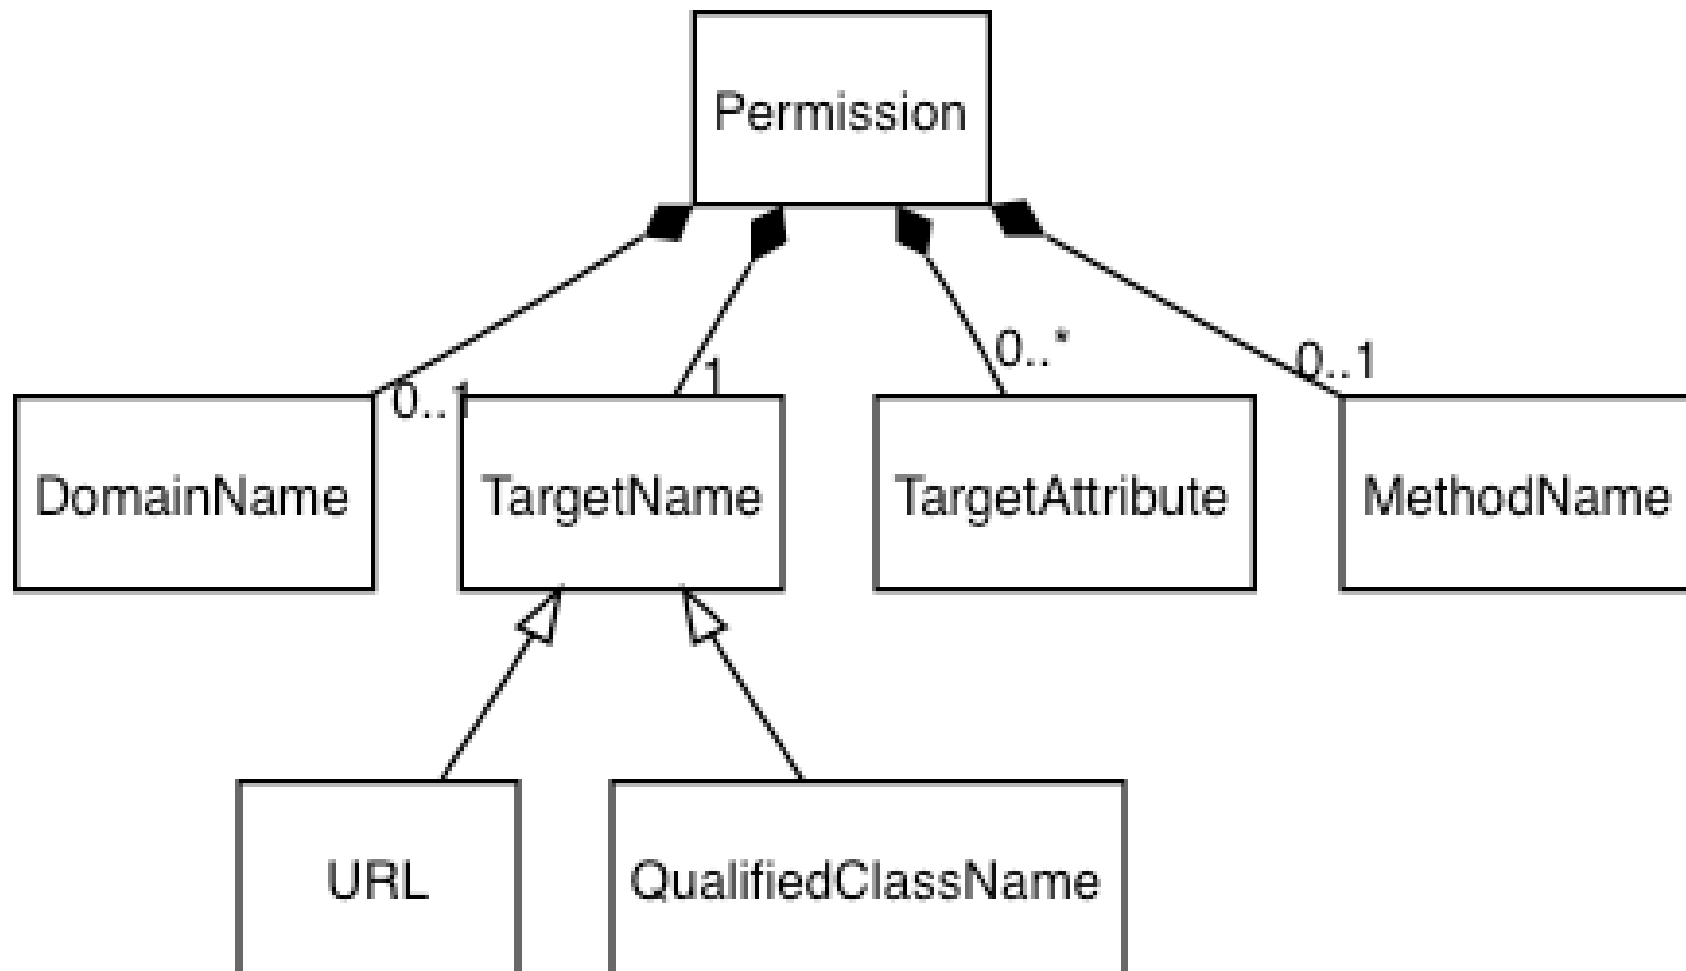 Permission
0..*
0..1
1
0..1
DomainName
TargetName
TargetAttribute
MethodName
URL
QualifiedClassName